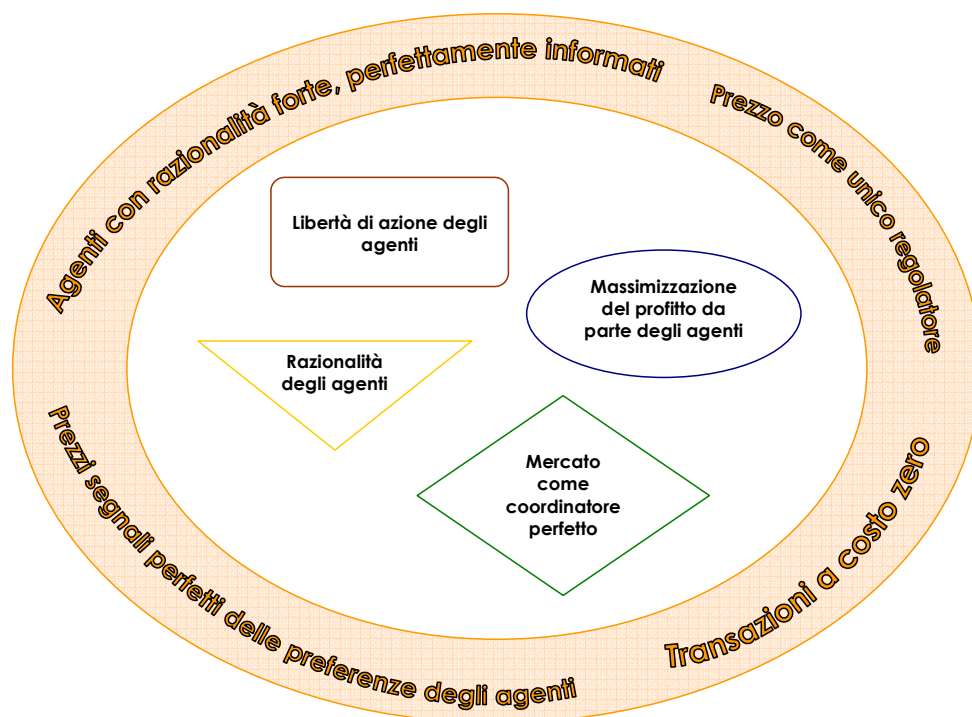 Agenti con razionalità forte, perfettamente informati
Prezzo come unico regolatore
Libertà di azione degli
agenti
Massimizzazione
del profitto da
parte degli agenti
Razionalità
degli agenti
Mercato
come
coordinatore
perfetto
Prezzi segnali perfetti delle preferenze degli agenti
Transazioni a costo zero